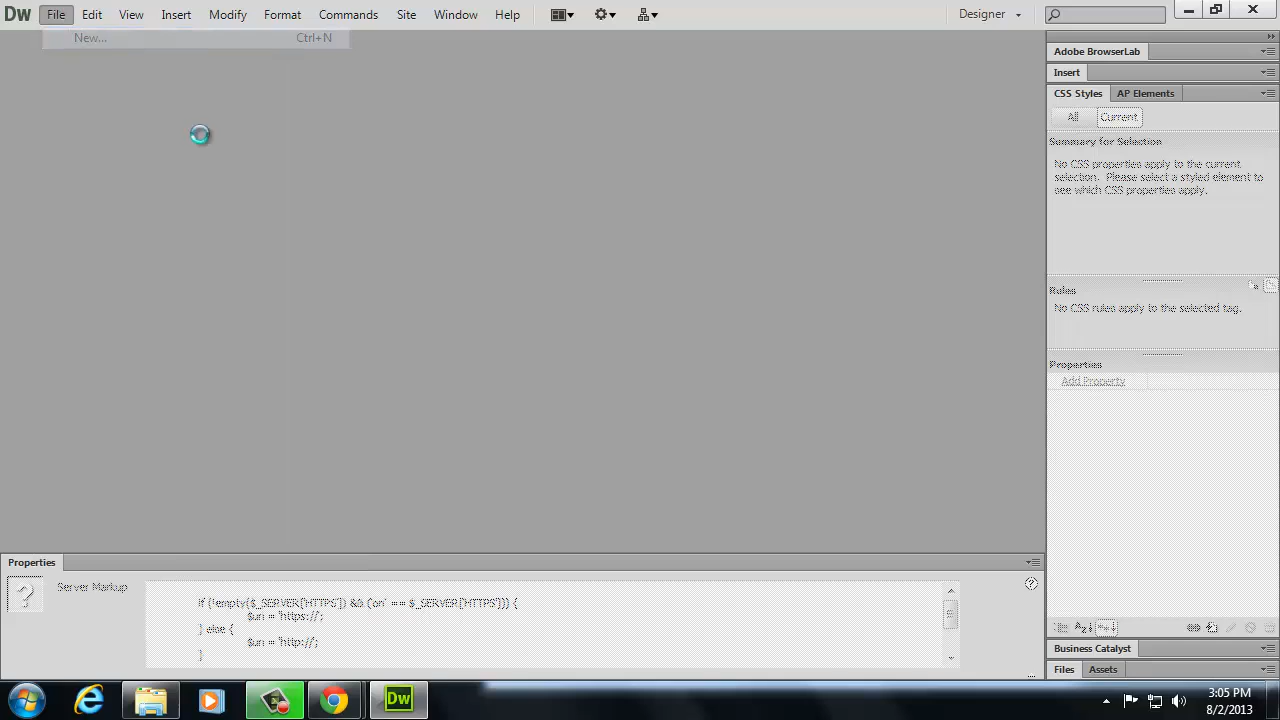 Dw File Edit View Insert Modify Format Commands Site Window Help Designer
New... Ctrl+N
Adobe BrowserLab
Insert
CSS Styles AP Elements
All Current
Summary for Selection
No CSS properties apply to the current
selection. Please select a styled element to
see which CSS properties apply.
Rules
No CSS rules apply to the selected tag.
Properties
Add Property
Properties
Server Markup
if (!empty($_SERVER['HTTPS']) && ('on' == $_SERVER['HTTPS'])) {
$uri = 'https://';
} else {
$uri = 'http://';
}
Business Catalyst
Files Assets
Dw
3:05 PM
8/2/2013